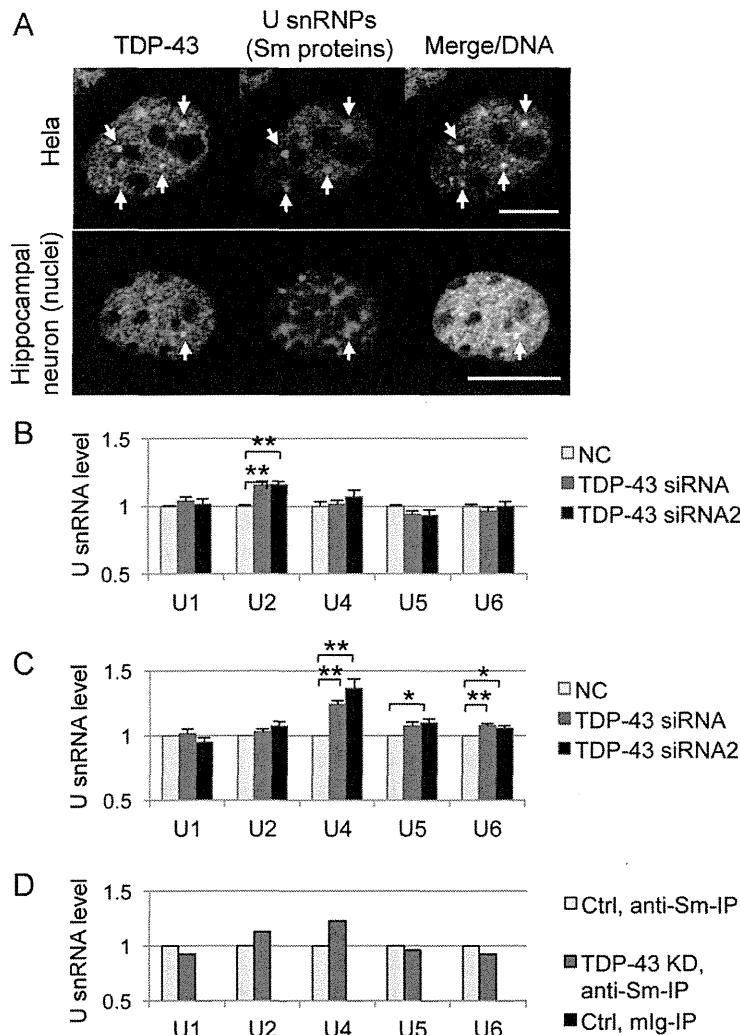 A
TDP-43
U snRNPs
(Sm proteins)
Merge/DNA
Hela
Hippocampal
neuron (nuclei)
B
U snRNA level
1.5
1
0.5
**
**
U1 U2 U4 U5 U6
NC
TDP-43 siRNA
TDP-43 siRNA2
C
U snRNA level
1.5
1
0.5
**
**
*
*
**
U1 U2 U4 U5 U6
NC
TDP-43 siRNA
TDP-43 siRNA2
D
U snRNA level
1.5
1
0.5
U1 U2 U4 U5 U6
Ctrl, anti-Sm-IP
TDP-43 KD,
anti-Sm-IP
Ctrl, mIg-IP